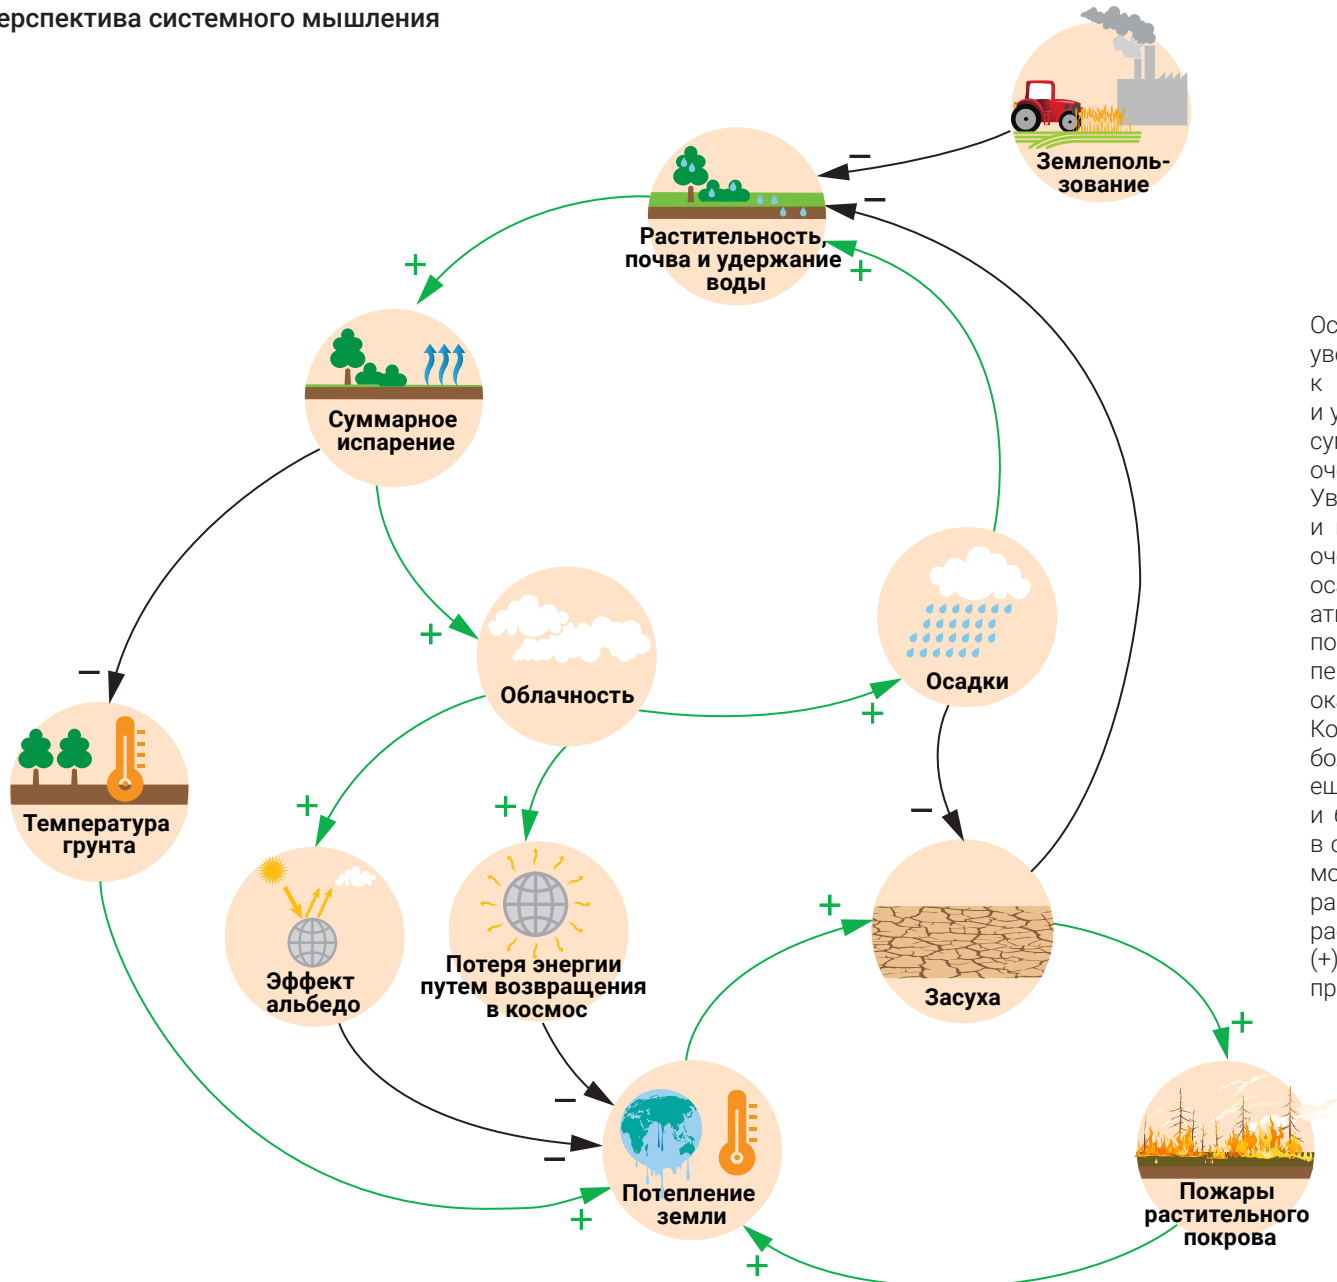 ерспектива системного мышления
Землеполь-
зование
Растительность,
почва и удержание
воды
Суммарное
испарение
Облачность
Осадки
Температура
грунта
Эффект
альбедо
Потеря энергии
путем возвращения
в космос
Засуха
Потепление
земли
Пожары
растительного
покрова
+
+
+
+
+
+
+
+
+
+
+
−
−
−
−
−
−
к
и у
и
и б
в с
(+)